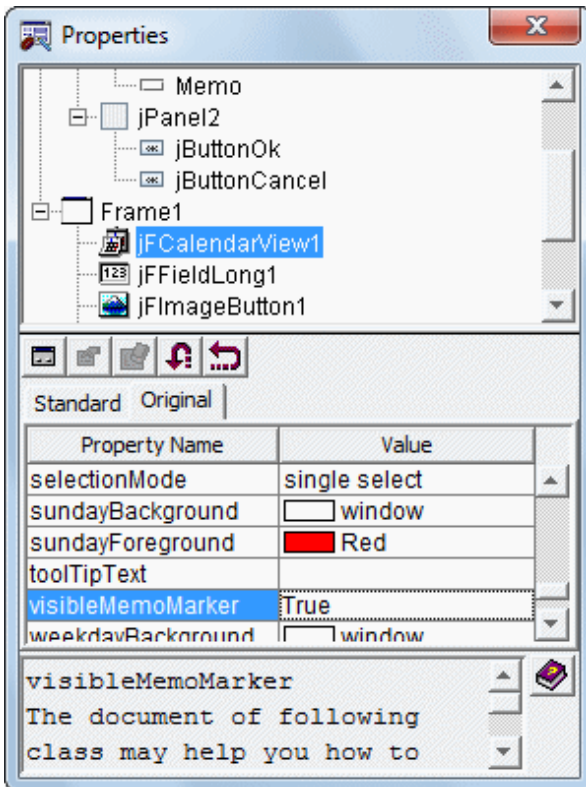 Properties
Memo
jPanel2
jButtonOk
jButtonCancel
Frame1
jFCalendarView1
jFFieldLong1
jFImageButton1
Standard Original
Property Name Value
selectionMode single select
sundayBackground window
sundayForeground Red
toolTipText
visibleMemoMarker True
weekdayBackground window
visibleMemoMarker
The document of following
class may help you how to